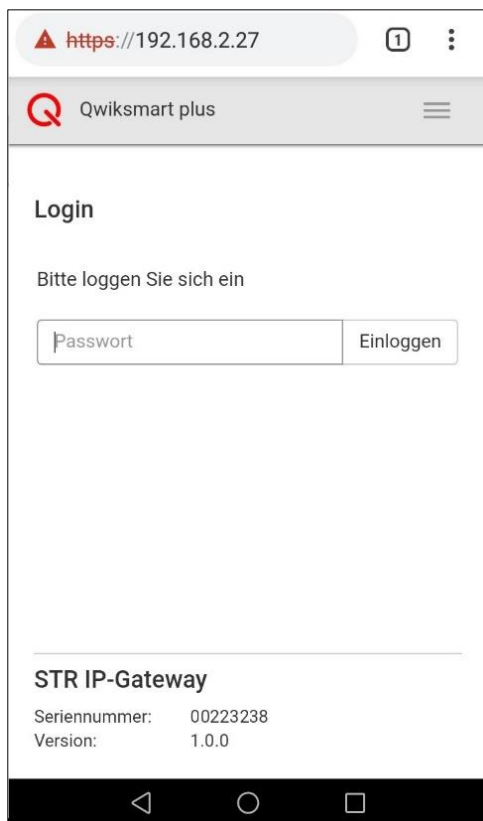 https://192.168.2.27
1
Qwiksmart plus
Login
Bitte loggen Sie sich ein
Passwort
Einloggen
STR IP-Gateway
Seriennummer: 00223238
Version: 1.0.0